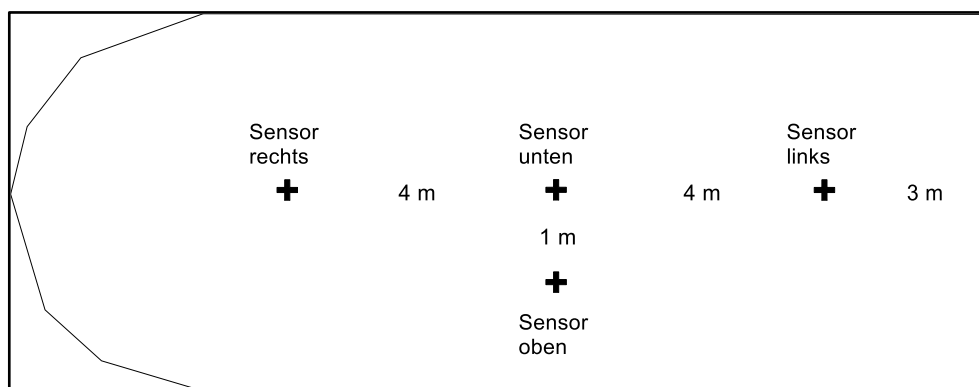 Sensor
rechts
Sensor
unten
Sensor
links
4 m
4 m
3 m
1 m
Sensor
oben